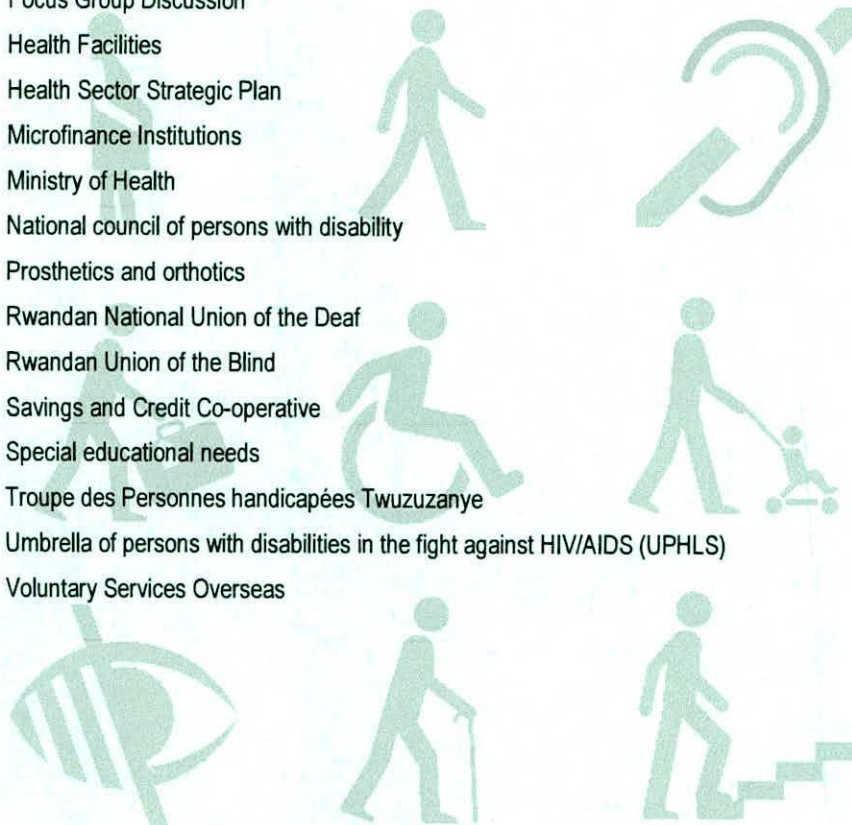 Focus Group Discussion
Health Facilities
Health Sector Strategic Plan
Microfinance Institutions
Ministry of Health
National council of persons with disability
Prosthetics and orthotics
Rwandan National Union of the Deaf
Rwandan Union of the Blind
Savings and Credit Co-operative
Special educational needs
Troupe des Personnes handicapées Twuzuzanye
Umbrella of persons with disabilities in the fight against HIV/AIDS (UPHLS)
Voluntary Services Overseas